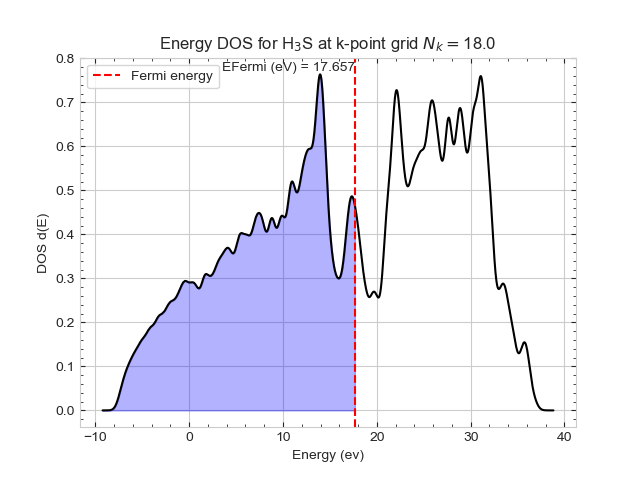 Energy DOS for H₃S at k-point grid Nₖ = 18.0
EFermi (eV) = 17.657
Fermi energy
DOS d(E)
0.8
0.7
0.6
0.5
0.4
0.3
0.2
0.1
0.0
−10 0 10 20 30 40
Energy (ev)